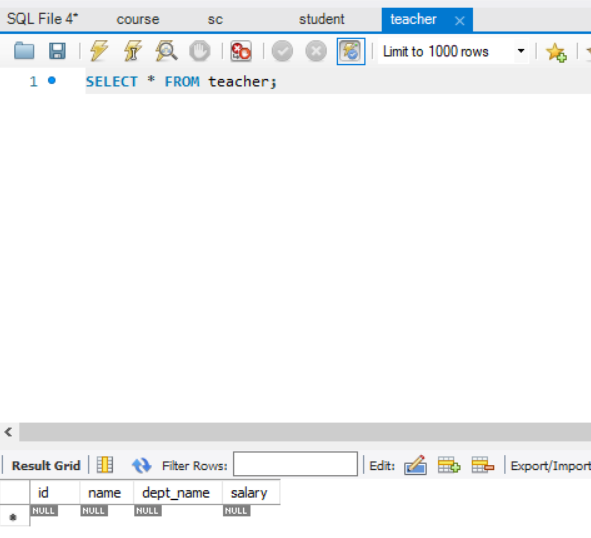 SQL File 4* course sc student teacher ×
Limit to 1000 rows
1 SELECT * FROM teacher;
Result Grid Filter Rows: Edit: Export/Import
id name dept_name salary
NULL NULL NULL NULL